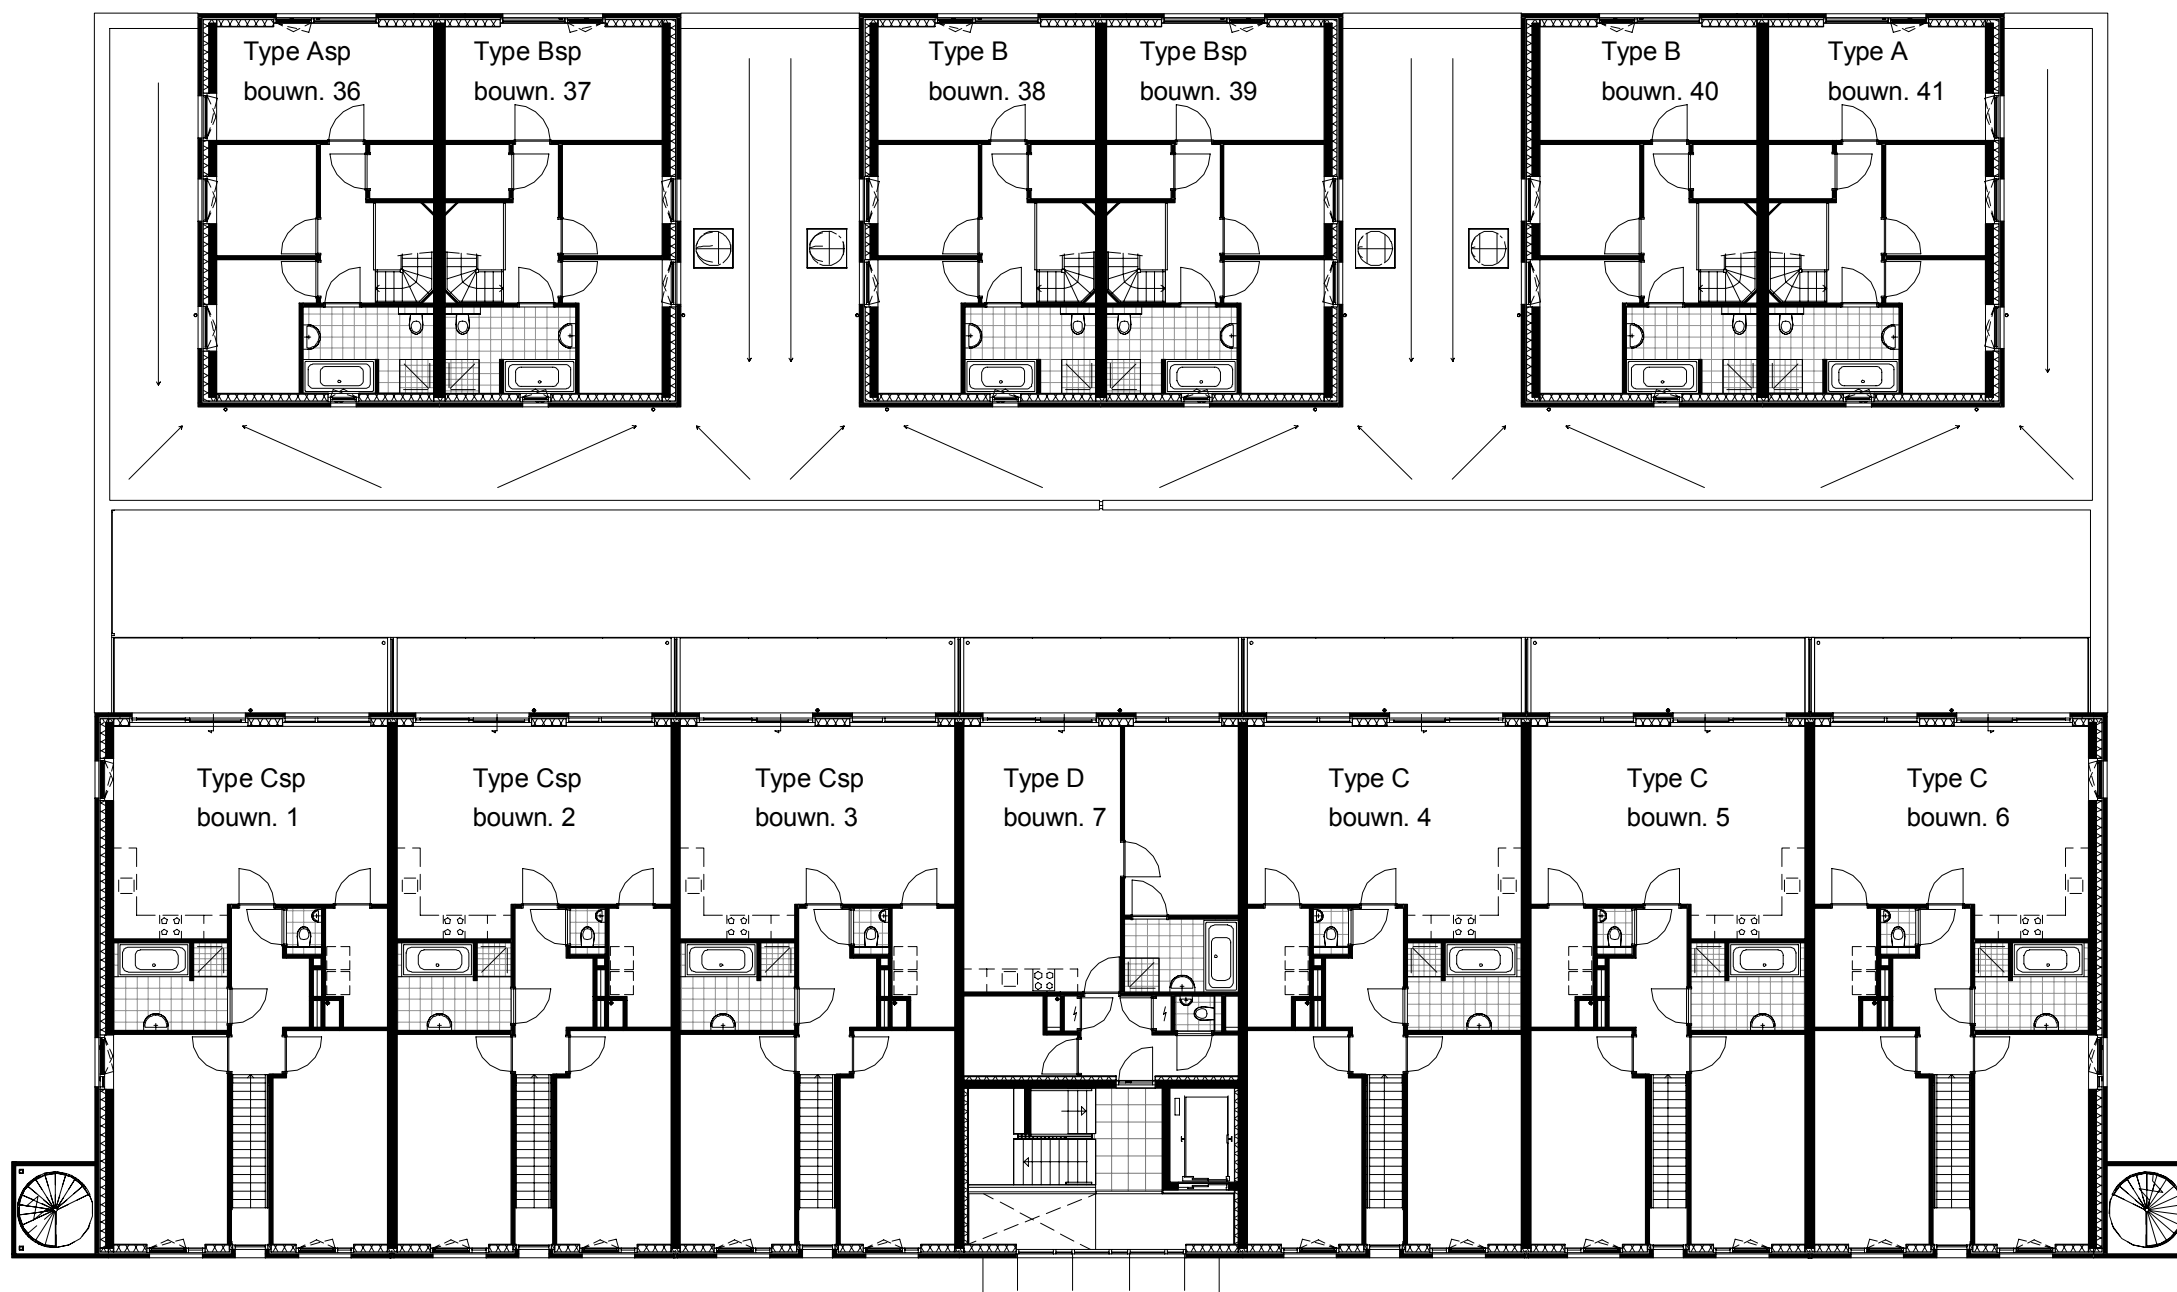 Type Asp
bouwn. 36
Type Bsp
bouwn. 37
Type B
bouwn. 38
Type Bsp
bouwn. 39
Type B
bouwn. 40
Type A
bouwn. 41
Type Csp
bouwn. 1
Type Csp
bouwn. 2
Type Csp
bouwn. 3
Type D
bouwn. 7
Type C
bouwn. 4
Type C
bouwn. 5
Type C
bouwn. 6